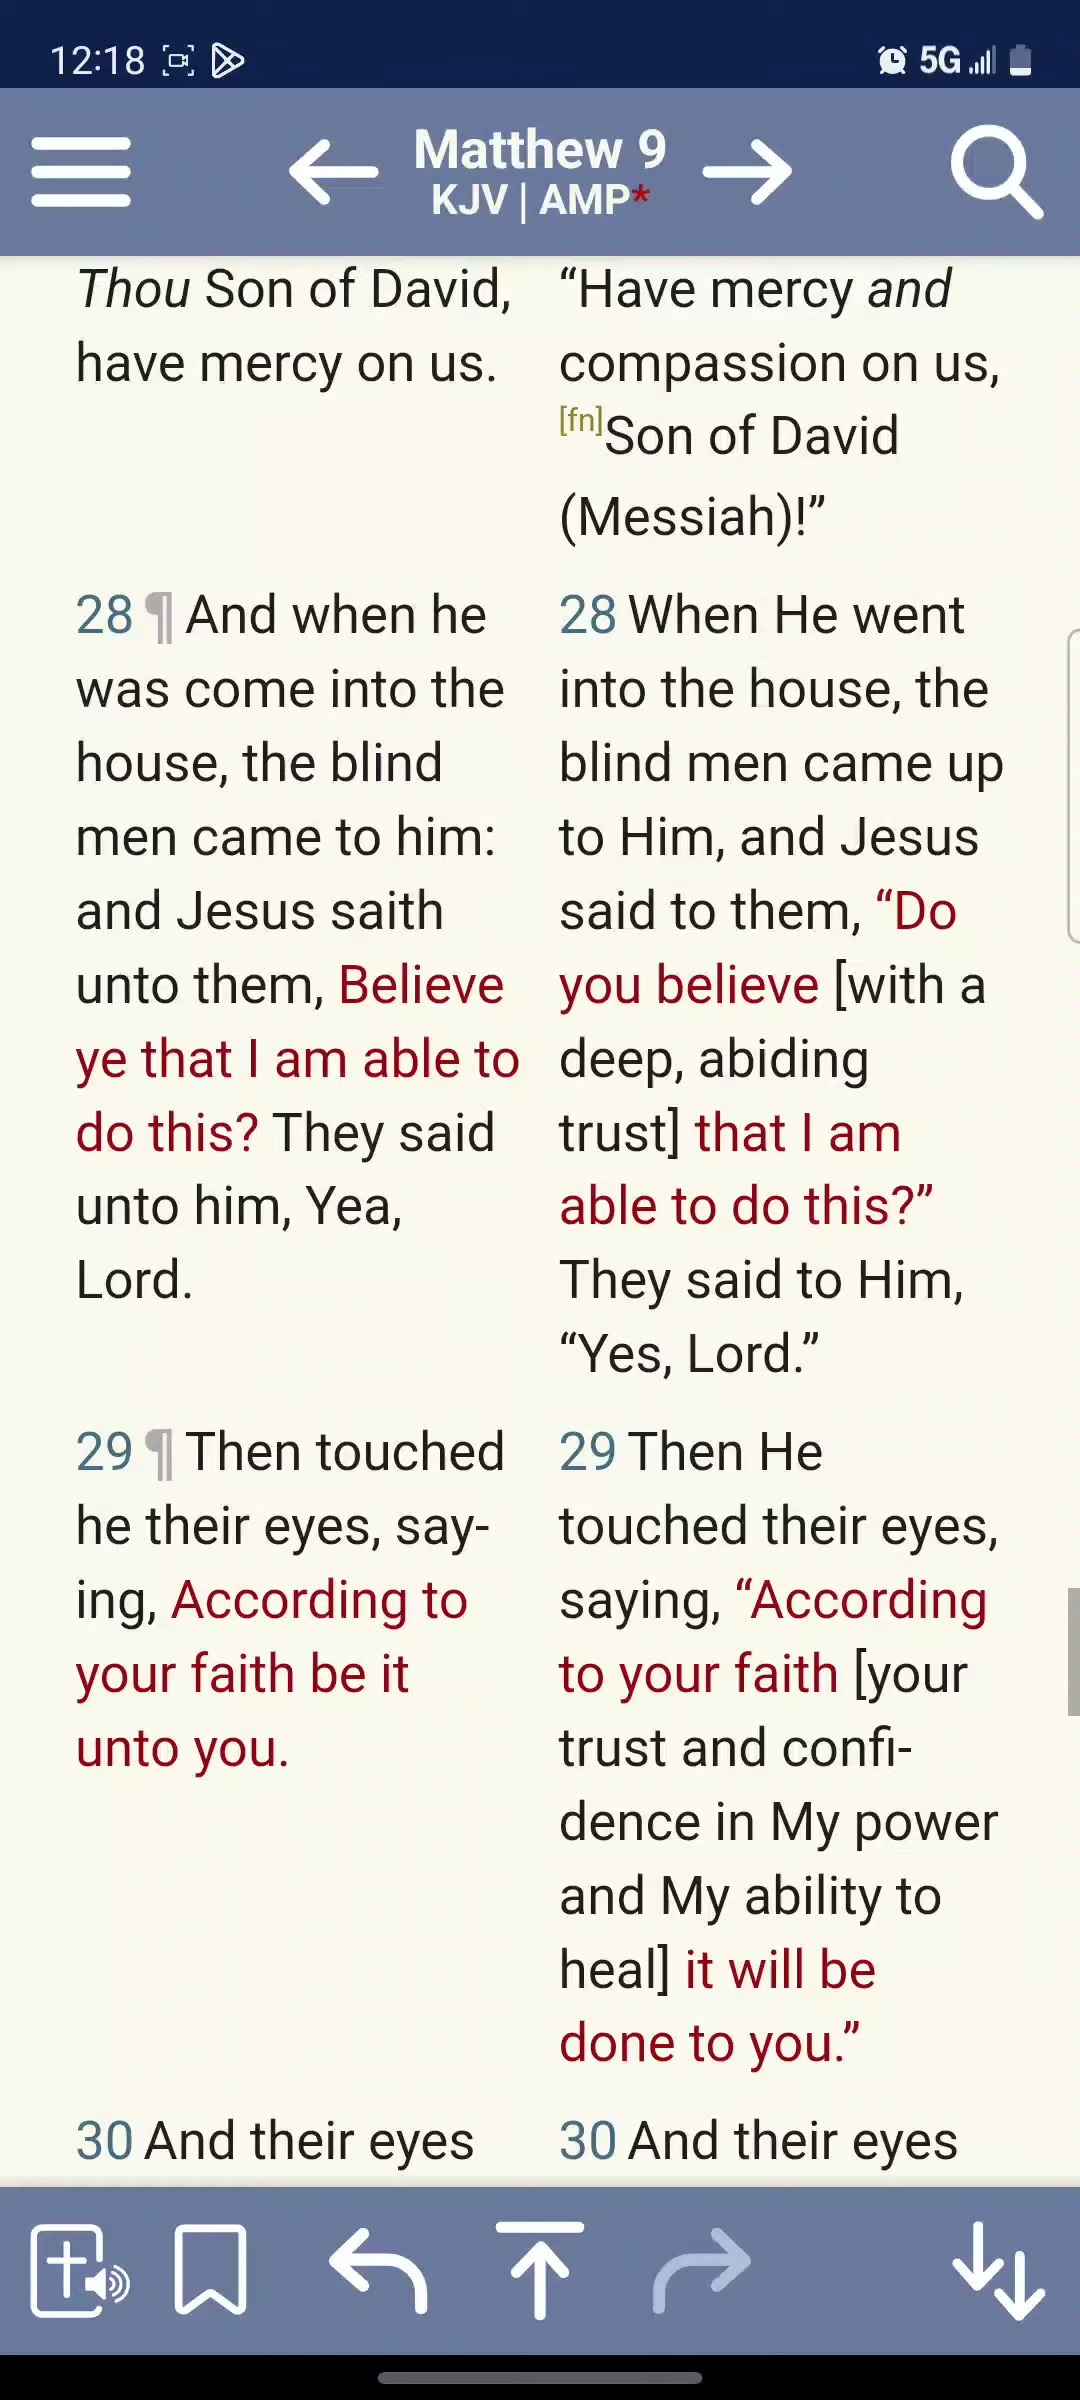 12:18
5G
Matthew 9
KJV | AMP*
Thou Son of David,
have mercy on us.
“Have mercy and
compassion on us,
[fn]Son of David
(Messiah)!”
28 ¶ And when he
was come into the
house, the blind
men came to him:
and Jesus saith
unto them, Believe
ye that I am able to
do this? They said
unto him, Yea,
Lord.
28 When He went
into the house, the
blind men came up
to Him, and Jesus
said to them, “Do
you believe [with a
deep, abiding
trust] that I am
able to do this?”
They said to Him,
“Yes, Lord.”
29 ¶ Then touched
he their eyes, say-
ing, According to
your faith be it
unto you.
29 Then He
touched their eyes,
saying, “According
to your faith [your
trust and confi-
dence in My power
and My ability to
heal] it will be
done to you.”
30 And their eyes
30 And their eyes